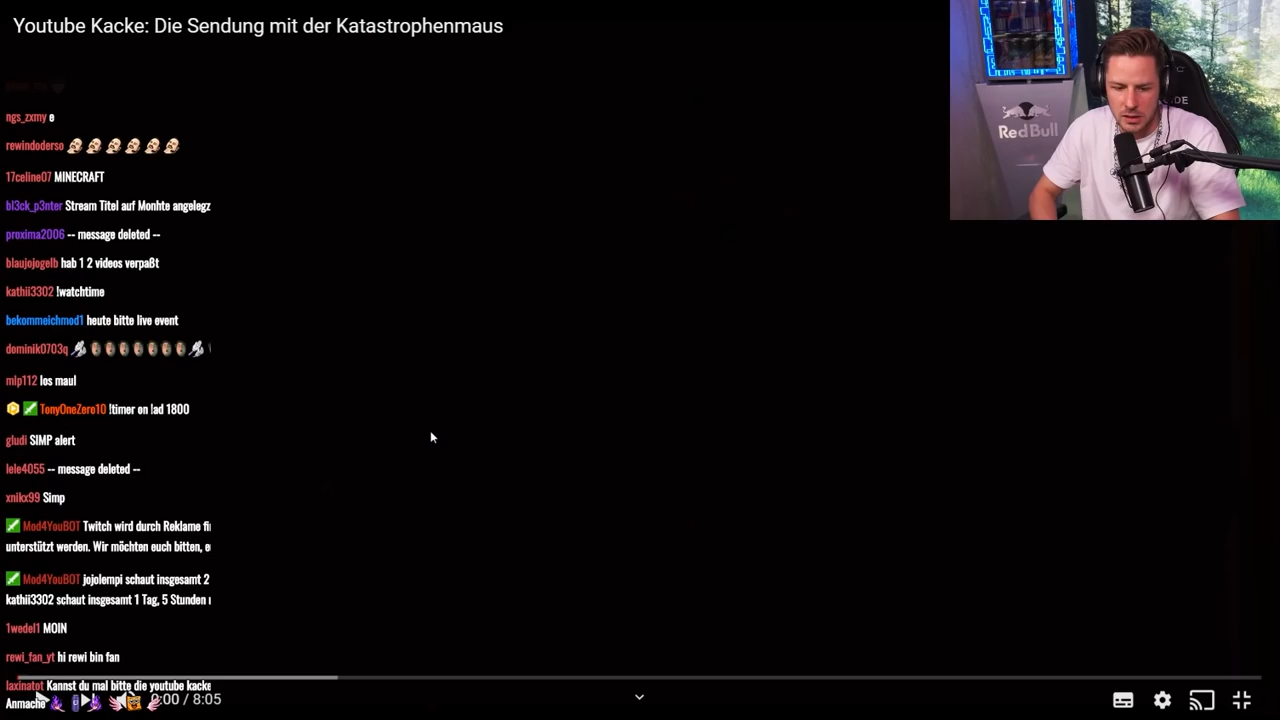 Youtube Kacke: Die Sendung mit der Katastrophenmaus
RedBull
ngs_zxmy e
rewindoderso
17celine07 MINECRAFT
bl3ck_p3nter Stream Titel auf Monhte angelegz
proxima2006 -- message deleted --
blaujojogelb hab 1 2 videos verpaßt
kathii3302 !watchtime
bekommeichmod1 heute bitte live event
dominik0703q
mlp112 los maul
TonyOneZero10 !timer on !ad 1800
gludi SIMP alert
lele4055 -- message deleted --
xnikx99 Simp
Mod4YouBOT Twitch wird durch Reklame fi
unterstützt werden. Wir möchten euch bitten, e
Mod4YouBOT jojolempi schaut insgesamt 2
kathii3302 schaut insgesamt 1 Tag, 5 Stunden
1wedel1 MOIN
rewi_fan_yt hi rewi bin fan
laxinatot Kannst du mal bitte die youtube kacke
Anmache
0:00 / 8:05